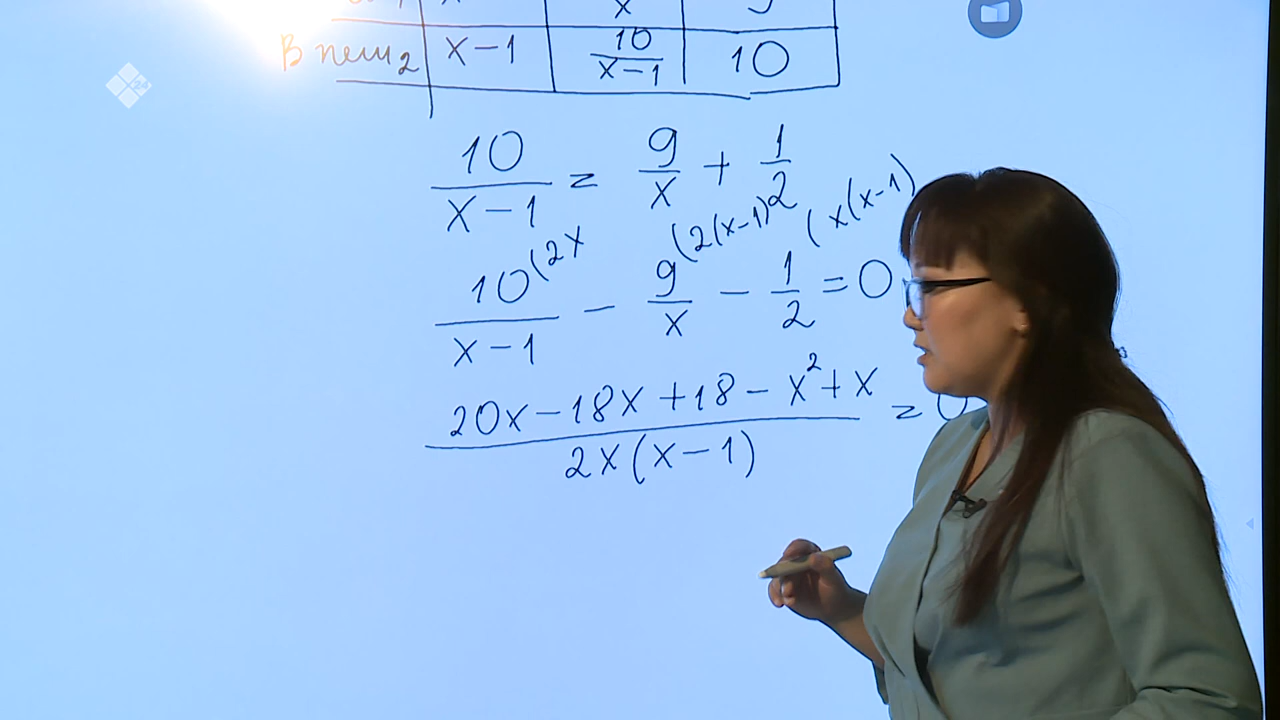 В пеш2 x-1 10/(x-1) 10
10/(x-1) = 9/x + 1/2
10(2x/(x-1) - 9(2(x-1)/x - 1(x(x-1)/2 = 0
(20x-18x+18-x²+x)/(2x(x-1)) = 0
24